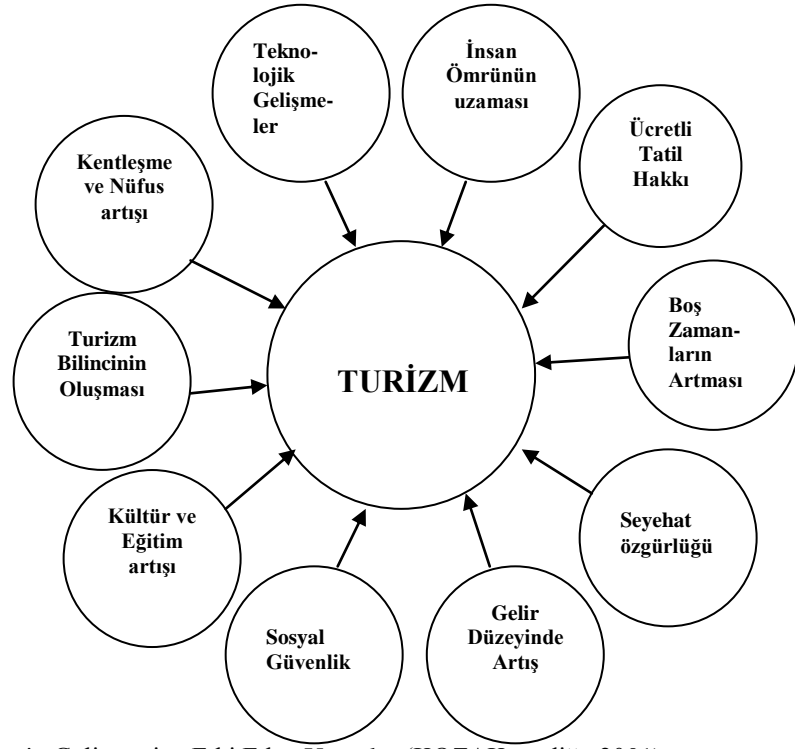 Tekno-
lojik
Gelişme-
ler
İnsan
Ömrünün
uzaması
Ücretli
Tatil
Hakkı
Kentleşme
ve Nüfus
artışı
Boş
Zaman-
ların
Artması
Turizm
Bilincinin
Oluşması
TURİZM
Kültür ve
Eğitim
artışı
Seyehat
özgürlüğü
Sosyal
Güvenlik
Gelir
Düzeyinde
Artış